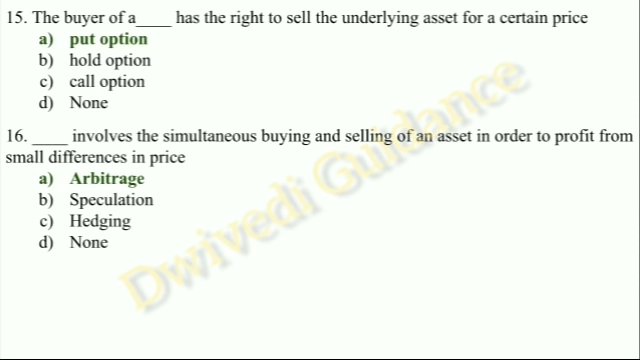 15. The buyer of a____ has the right to sell the underlying asset for a certain price
a) put option
b) hold option
c) call option
d) None
16. ____ involves the simultaneous buying and selling of an asset in order to profit from
small differences in price
a) Arbitrage
b) Speculation
c) Hedging
d) None
Dwivedi Guidance